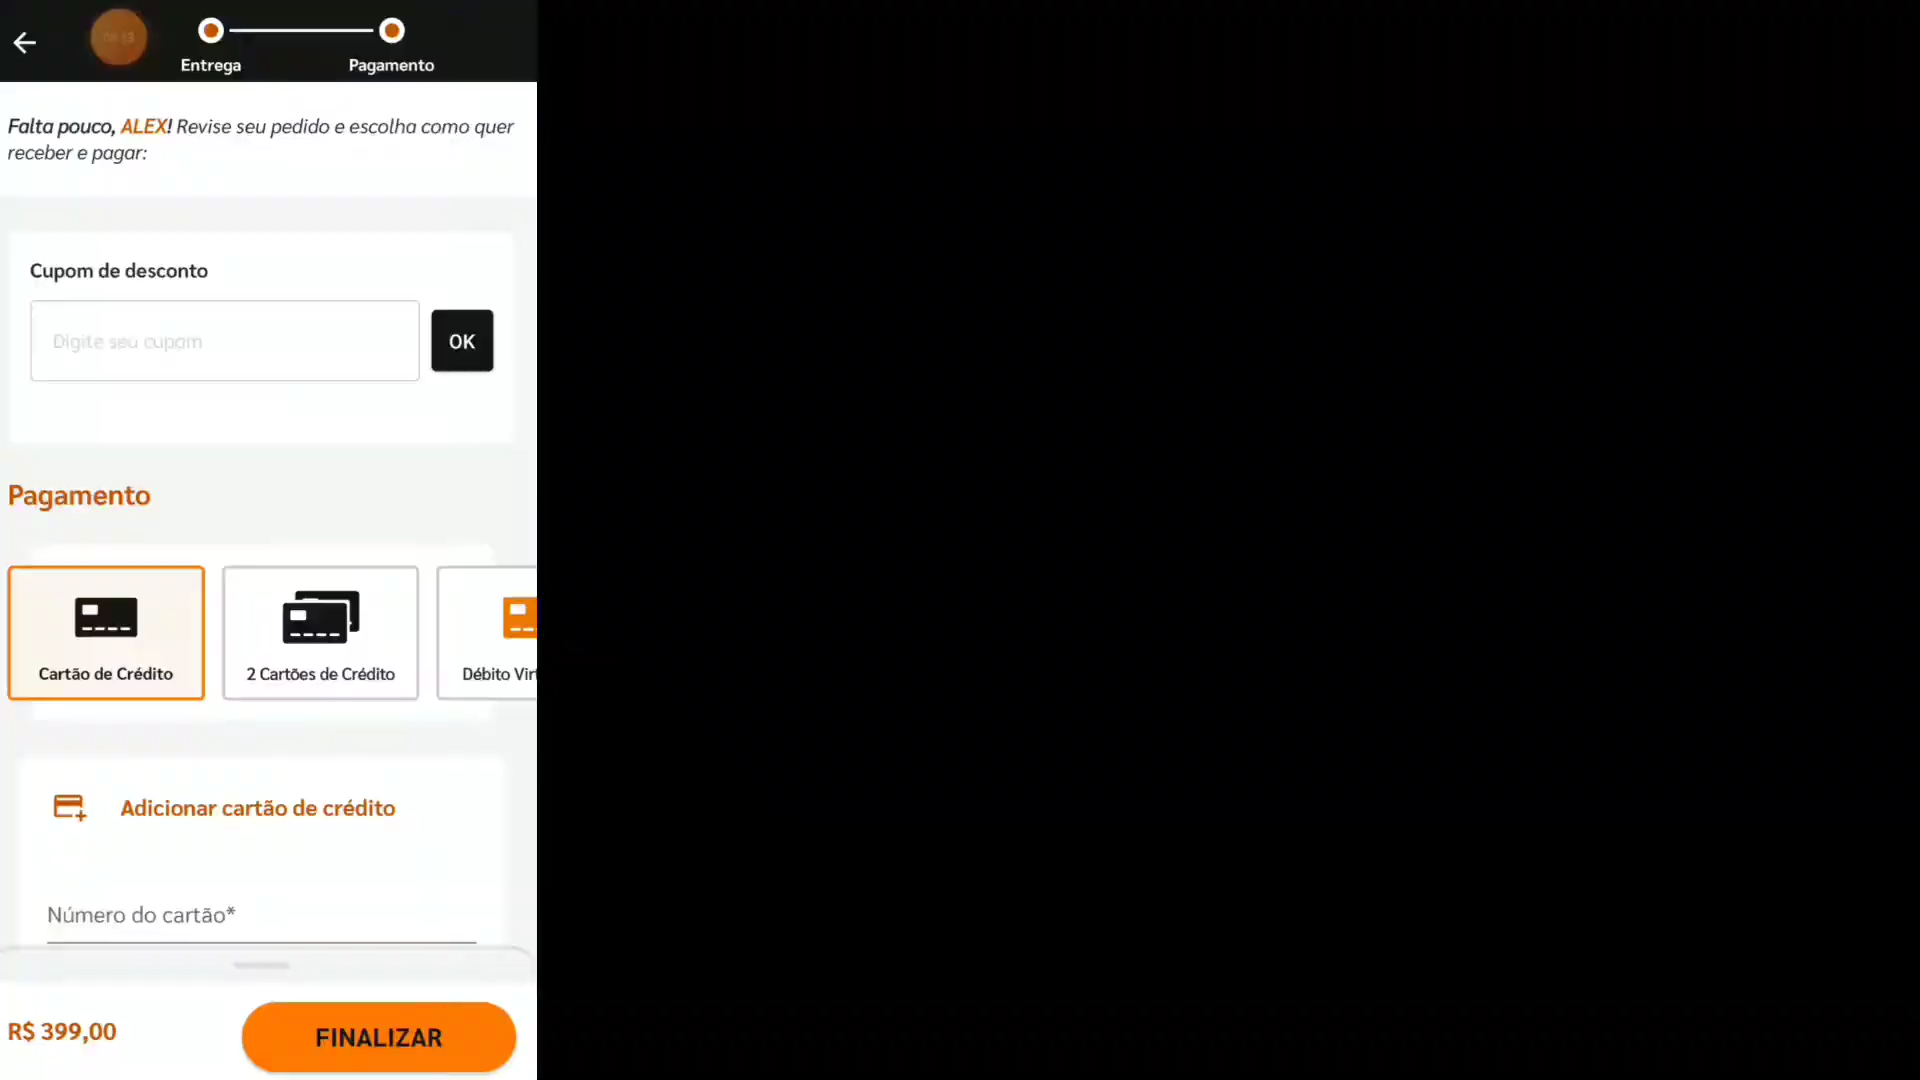 Entrega
Pagamento
Falta pouco, ALEX! Revise seu pedido e escolha como quer
receber e pagar:
Cupom de desconto
Digite seu cupom
OK
Pagamento
Cartão de Crédito
2 Cartões de Crédito
Débito Virt
Adicionar cartão de crédito
Número do cartão*
R$ 399,00
FINALIZAR